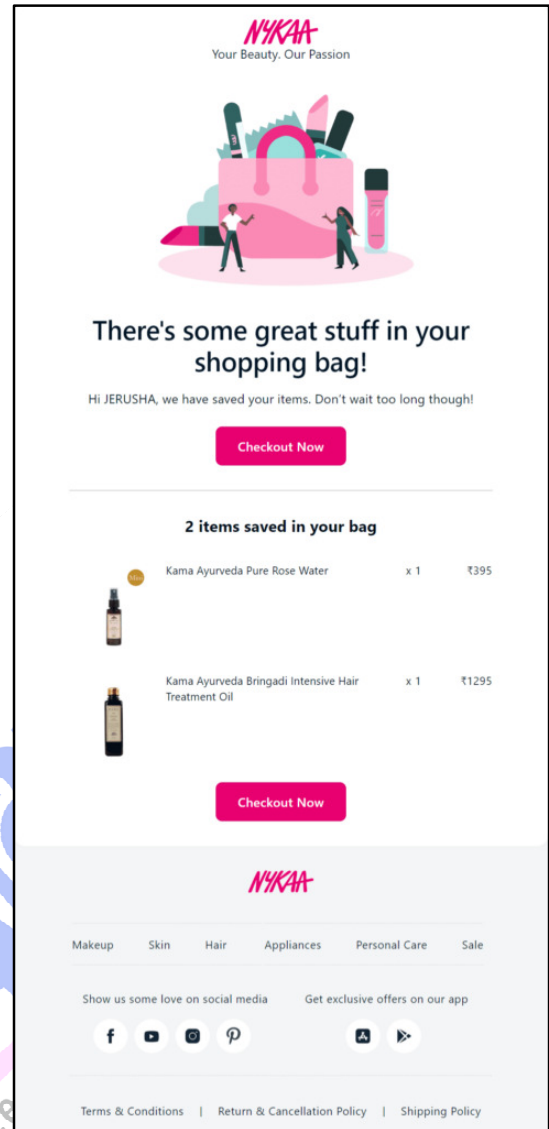 NYKAA
Your Beauty. Our Passion
There's some great stuff in your
shopping bag!
Hi JERUSHA, we have saved your items. Don't wait too long though!
Checkout Now
2 items saved in your bag
Kama Ayurveda Pure Rose Water x 1 ₹395
Kama Ayurveda Bringadi Intensive Hair x 1 ₹1295
Treatment Oil
Checkout Now
NYKAA
Makeup Skin Hair Appliances Personal Care Sale
Show us some love on social media Get exclusive offers on our app
Terms & Conditions | Return & Cancellation Policy | Shipping Policy